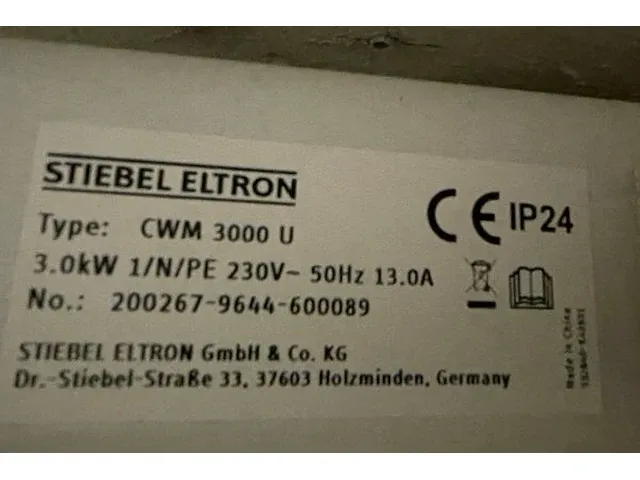 STIEBEL ELTRON
Type: CWM 3000 U
CE IP24
3.0kW 1/N/PE 230V~ 50Hz 13.0A
No.: 200267-9644-600089
STIEBEL ELTRON GmbH & Co. KG
Dr.-Stiebel-Straße 33, 37603 Holzminden, Germany
Made in China